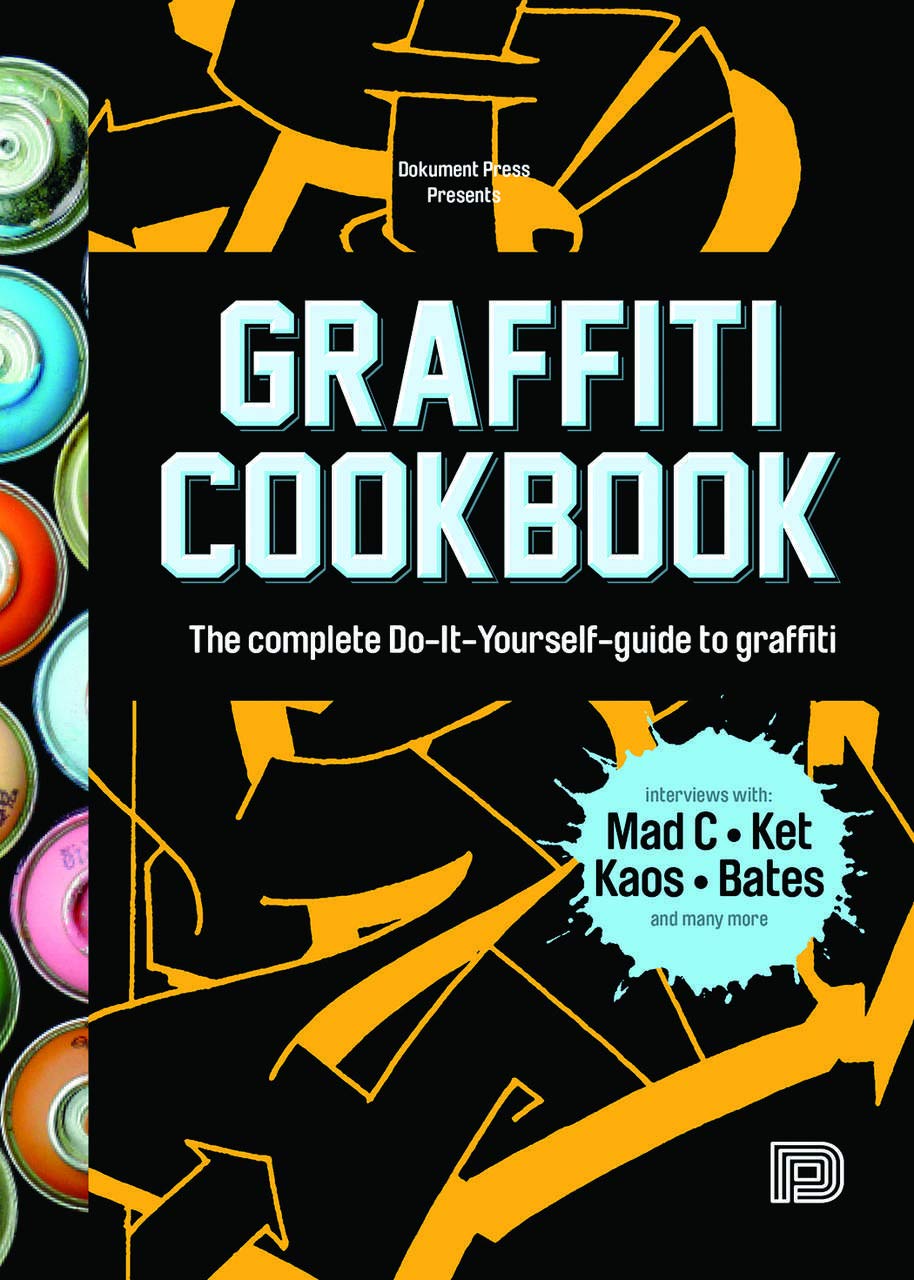 Dokument Press
Presents
GRAFFITI
COOKBOOK
The complete Do-It-Yourself-guide to graffiti
interviews with:
Mad C • Ket
Kaos • Bates
and many more